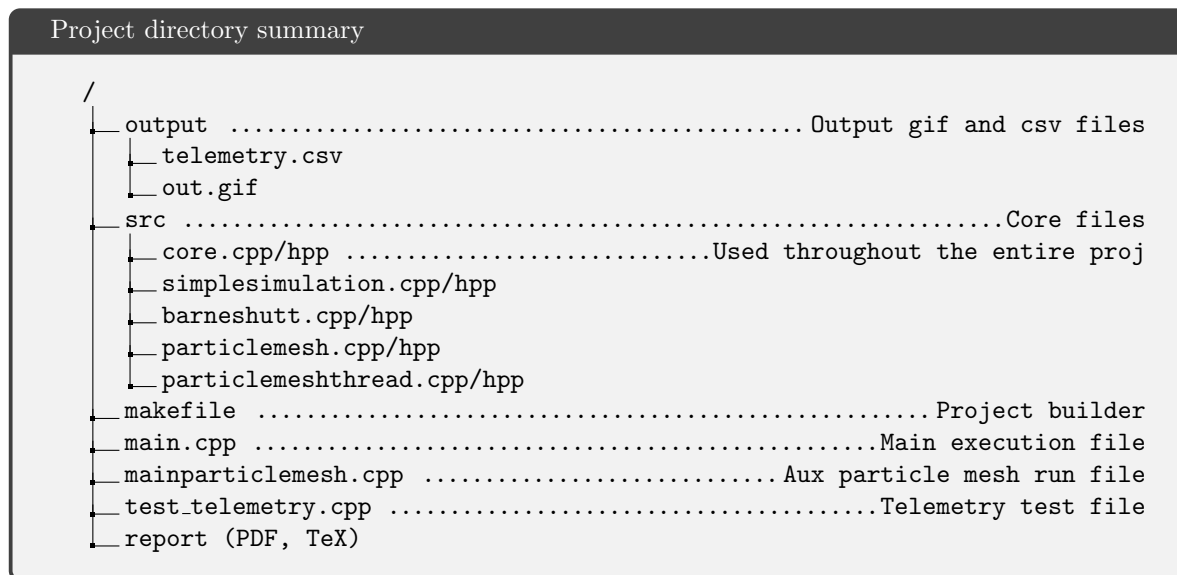 Project directory summary
/
output ............................................... Output gif and csv files
telemetry.csv
out.gif
src ...................................................................Core files
core.cpp/hpp ..............................Used throughout the entire proj
simplesimulation.cpp/hpp
barneshutt.cpp/hpp
particlemesh.cpp/hpp
particlemeshthread.cpp/hpp
makefile ....................................................... Project builder
main.cpp ...................................................Main execution file
mainparticlemesh.cpp ............................. Aux particle mesh run file
test_telemetry.cpp ........................................Telemetry test file
report (PDF, TeX)